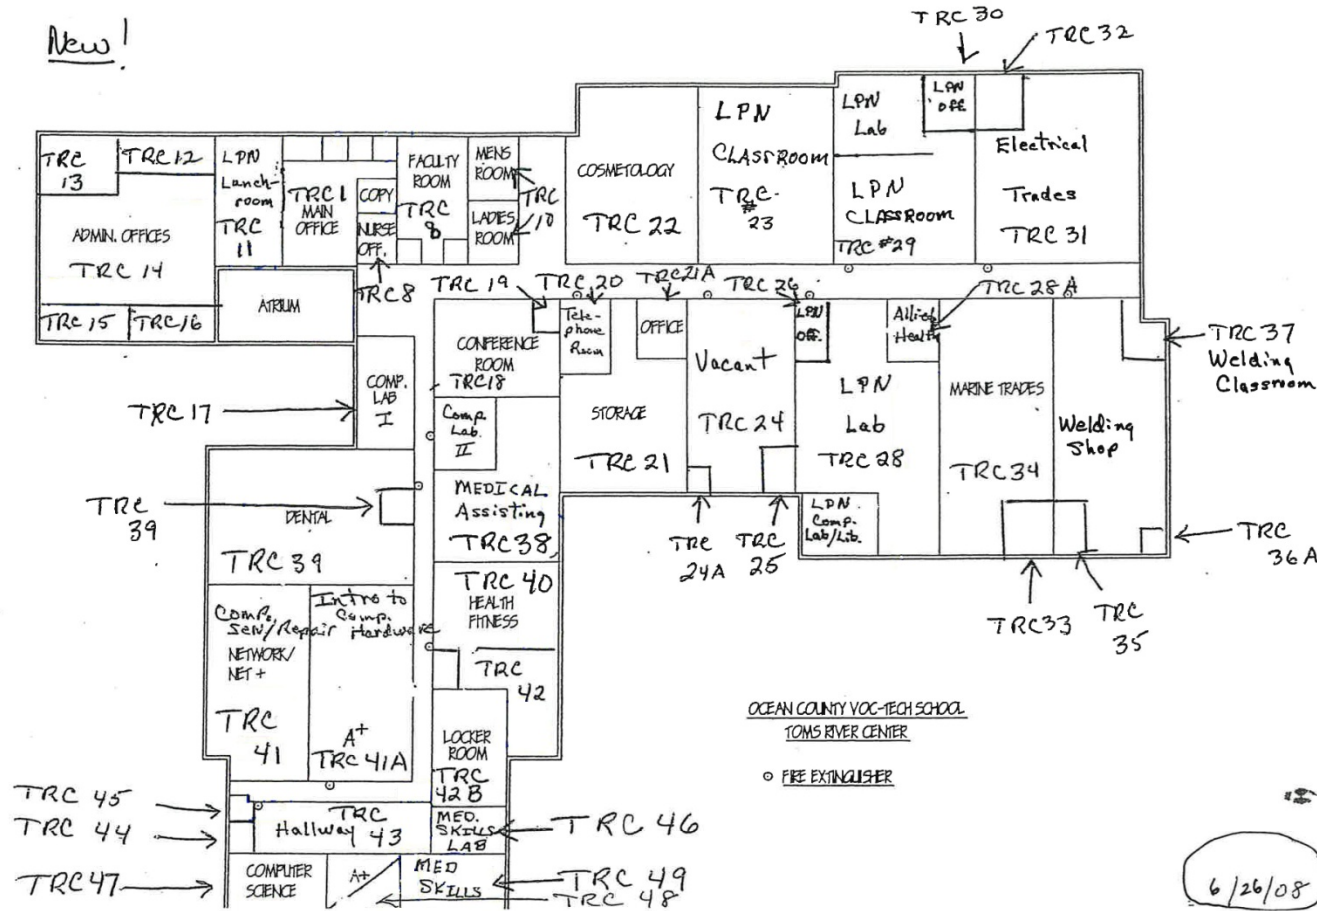 New!
TRC 30
TRC 32
TRC
13
TRC 12
LPN
Lunch-
room
TRC
11
TRC 1
MAIN
OFFICE
COPY
NURSE
OFF.
FACULTY
ROOM
TRC
9
MENS
ROOM
LADIES
ROOM
TRC
10
COSMETOLOGY
TRC 22
LPN
CLASSROOM
TRC
#
23
LPN
Lab
LPN
off.
LPN
CLASSROOM
TRC #29
Electrical
Trades
TRC 31
ADMIN. OFFICES
TRC 14
TRC 15
TRC 16
ATRIUM
TRC 8
TRC 19
TRC 20
TRC 21A
TRC 26
TRC 28A
CONFERENCE
ROOM
TRC 18
Tele-
phone
Room
OFFICE
Vacant
TRC 24
LPN
Off.
Allied
Health
LPN
Lab
TRC 28
MARINE TRADES
TRC 34
Welding
Shop
TRC 37
Welding
Classroom
TRC 17
COMP.
LAB
I
Comp.
Lab.
II
STORAGE
TRC 21
TRC
39
DENTAL
TRC 39
MEDICAL
Assisting
TRC 38
TRC
24A
TRC
25
LPN
Comp.
Lab/Lib.
TRC 33
TRC
35
TRC
36A
Comp.
Serv/Repair
NETWORK/
NET +
TRC
41
Intro to
Comp.
Hardware
A+
TRC 41A
TRC 40
HEALTH
FITNESS
TRC
42
LOCKER
ROOM
TRC
42B
OCEAN COUNTY VOC-TECH SCHOOL
TOMS RIVER CENTER
FIRE EXTINGUISHER
TRC 45
TRC 44
TRC
Hallway 43
MED.
SKILLS
LAB
TRC 46
TRC 47
COMPUTER
SCIENCE
A+
MED
SKILLS
TRC 49
TRC 48
6/26/08